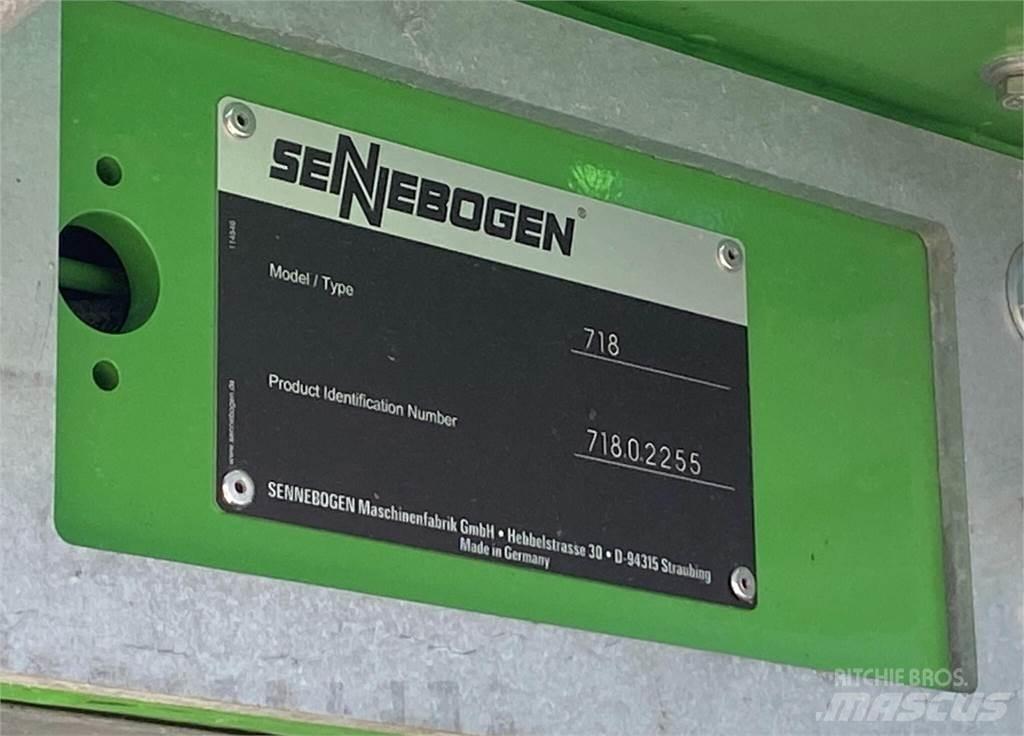 SENNEBOGEN®
114546
Model / Type
718
Product Identification Number
718.0.2255
www.sennebogen.de
SENNEBOGEN Maschinenfabrik GmbH • Hebbelstrasse 30 • D-94315 Straubing
Made in Germany
RITCHIE BROS.
MASCUS